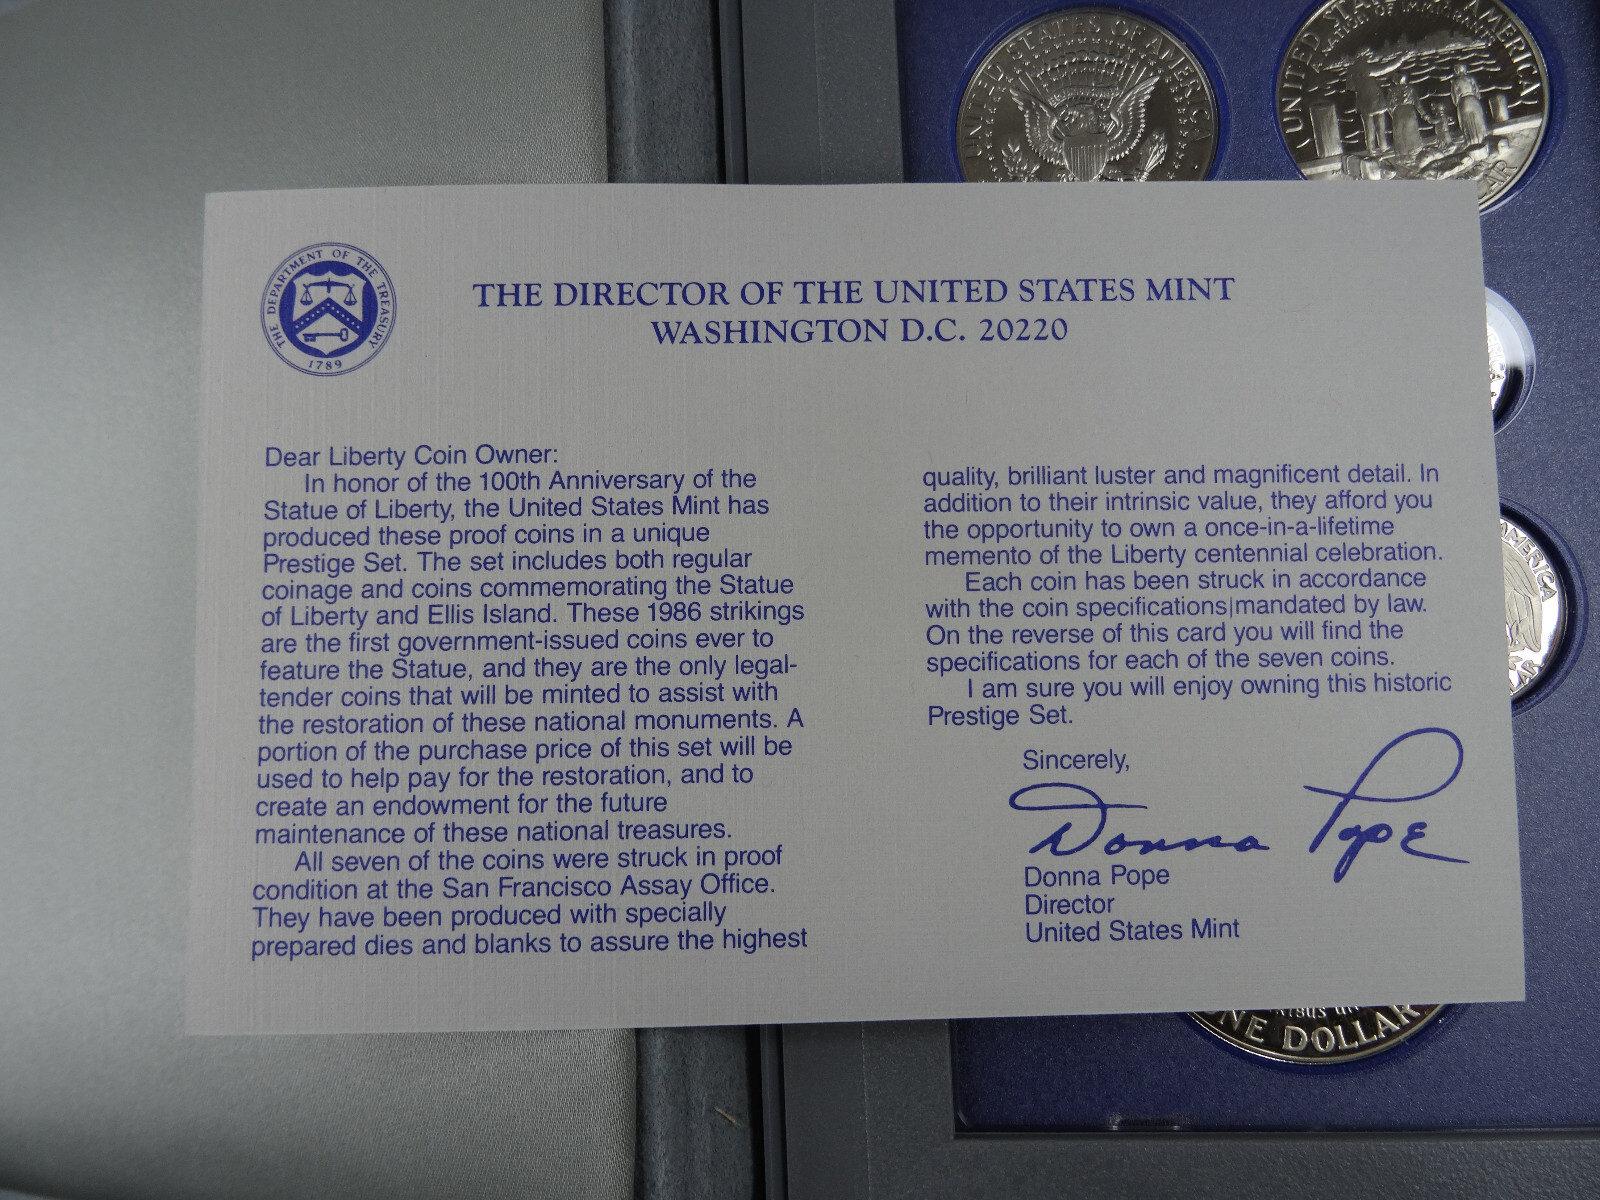 UNITED STATES OF AMERICA
UNITED STATES AMERICA
THE DEPARTMENT OF THE TREASURY
1789
THE DIRECTOR OF THE UNITED STATES MINT
WASHINGTON D.C. 20220
Dear Liberty Coin Owner:
In honor of the 100th Anniversary of the
Statue of Liberty, the United States Mint has
produced these proof coins in a unique
Prestige Set. The set includes both regular
coinage and coins commemorating the Statue
of Liberty and Ellis Island. These 1986 strikings
are the first government-issued coins ever to
feature the Statue, and they are the only legal-
tender coins that will be minted to assist with
the restoration of these national monuments. A
portion of the purchase price of this set will be
used to help pay for the restoration, and to
create an endowment for the future
maintenance of these national treasures.
All seven of the coins were struck in proof
condition at the San Francisco Assay Office.
They have been produced with specially
prepared dies and blanks to assure the highest
quality, brilliant luster and magnificent detail. In
addition to their intrinsic value, they afford you
the opportunity to own a once-in-a-lifetime
memento of the Liberty centennial celebration.
Each coin has been struck in accordance
with the coin specifications mandated by law.
On the reverse of this card you will find the
specifications for each of the seven coins.
I am sure you will enjoy owning this historic
Prestige Set.
Sincerely,
Donna Pope
Donna Pope
Director
United States Mint
AMERICA
ONE DOLLAR